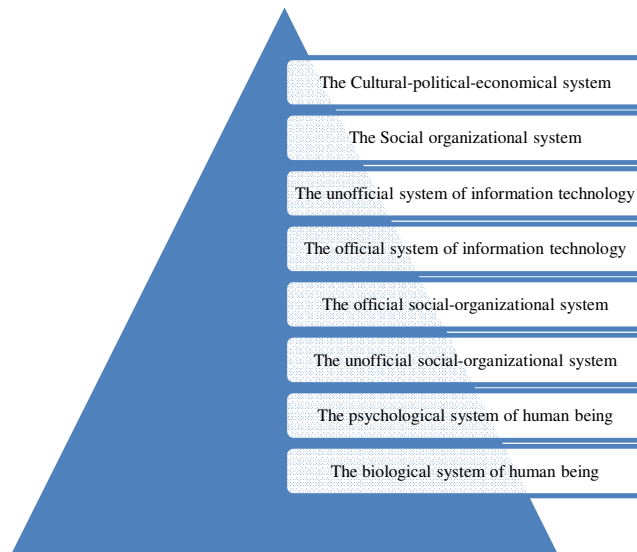 The Cultural-political-economical system
The Social organizational system
The unofficial system of information technology
The official system of information technology
The official social-organizational system
The unofficial social-organizational system
The psychological system of human being
The biological system of human being